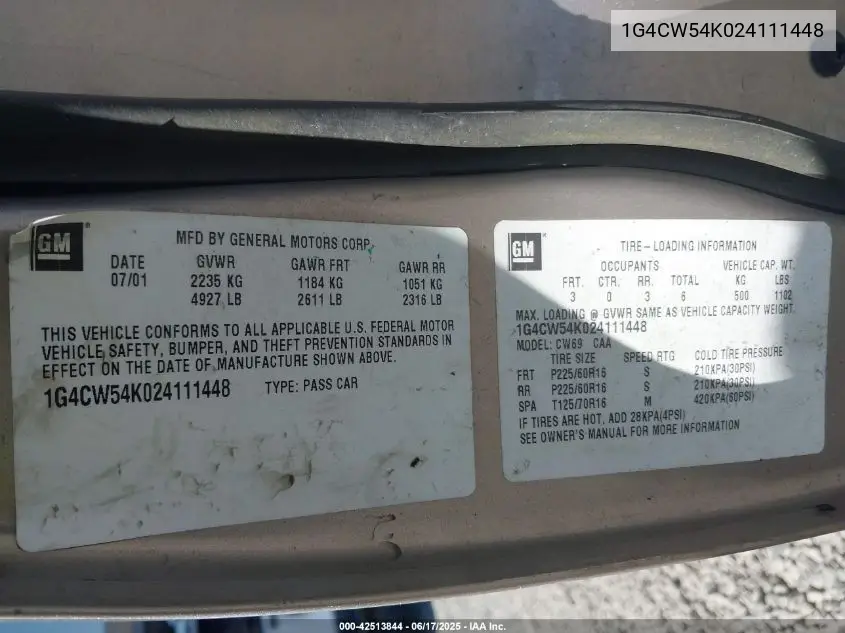 1G4CW54K024111448
GM
MFD BY GENERAL MOTORS CORP.
DATE GVWR GAWR FRT GAWR RR
07/01 2235 KG 1184 KG 1051 KG
4927 LB 2611 LB 2316 LB
THIS VEHICLE CONFORMS TO ALL APPLICABLE U.S. FEDERAL MOTOR
VEHICLE SAFETY, BUMPER, AND THEFT PREVENTION STANDARDS IN
EFFECT ON THE DATE OF MANUFACTURE SHOWN ABOVE.
1G4CW54K024111448 TYPE: PASS CAR
GM
TIRE-LOADING INFORMATION
OCCUPANTS VEHICLE CAP. WT.
FRT. CTR. RR. TOTAL KG LBS
3 0 3 6 500 1102
MAX. LOADING @ GVWR SAME AS VEHICLE CAPACITY WEIGHT.
1G4CW54K024111448
MODEL: CW69 CAA
TIRE SIZE SPEED RTG COLD TIRE PRESSURE
FRT P225/60R16 S 210KPA(30PSI)
RR P225/60R16 S 210KPA(30PSI)
SPA T125/70R16 M 420KPA(60PSI)
IF TIRES ARE HOT, ADD 28KPA(4PSI)
SEE OWNER'S MANUAL FOR MORE INFORMATION
000-42513844 - 06/17/2025 - IAA Inc.